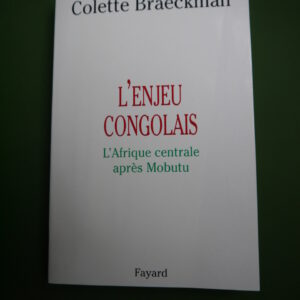 Colette Braeckman
L'ENJEU
CONGOLAIS
L'Afrique centrale
après Mobutu
Fayard